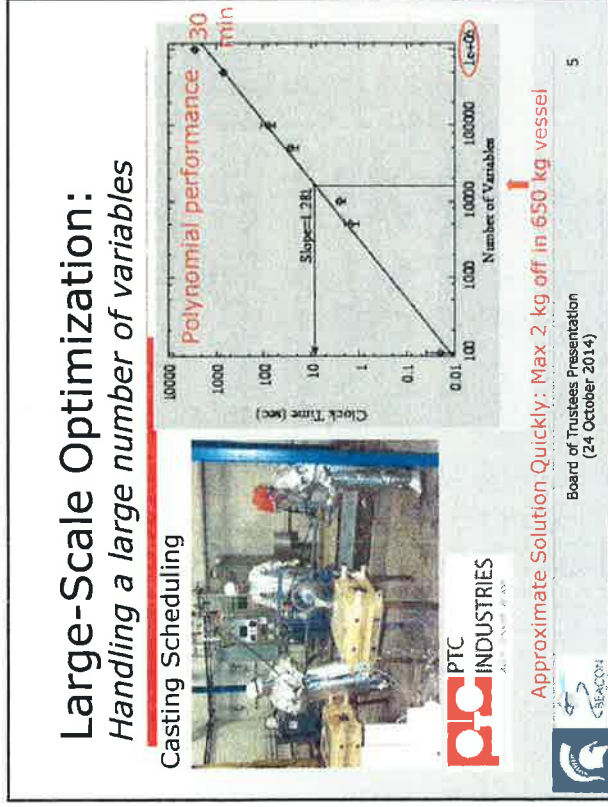 Large-Scale Optimization:
Handling a large number of variables
Casting Scheduling
PTC
INDUSTRIES
Polynomial performance
30
min
Slope=1.281
10000
1000
100
10
1
0.1
0.01
Clock Time (sec)
100
1000
10000
100000
1e+06
Number of Variables
Approximate Solution Quickly: Max 2 kg off in 650 kg vessel
BEACON
Board of Trustees Presentation
(24 October 2014)
5